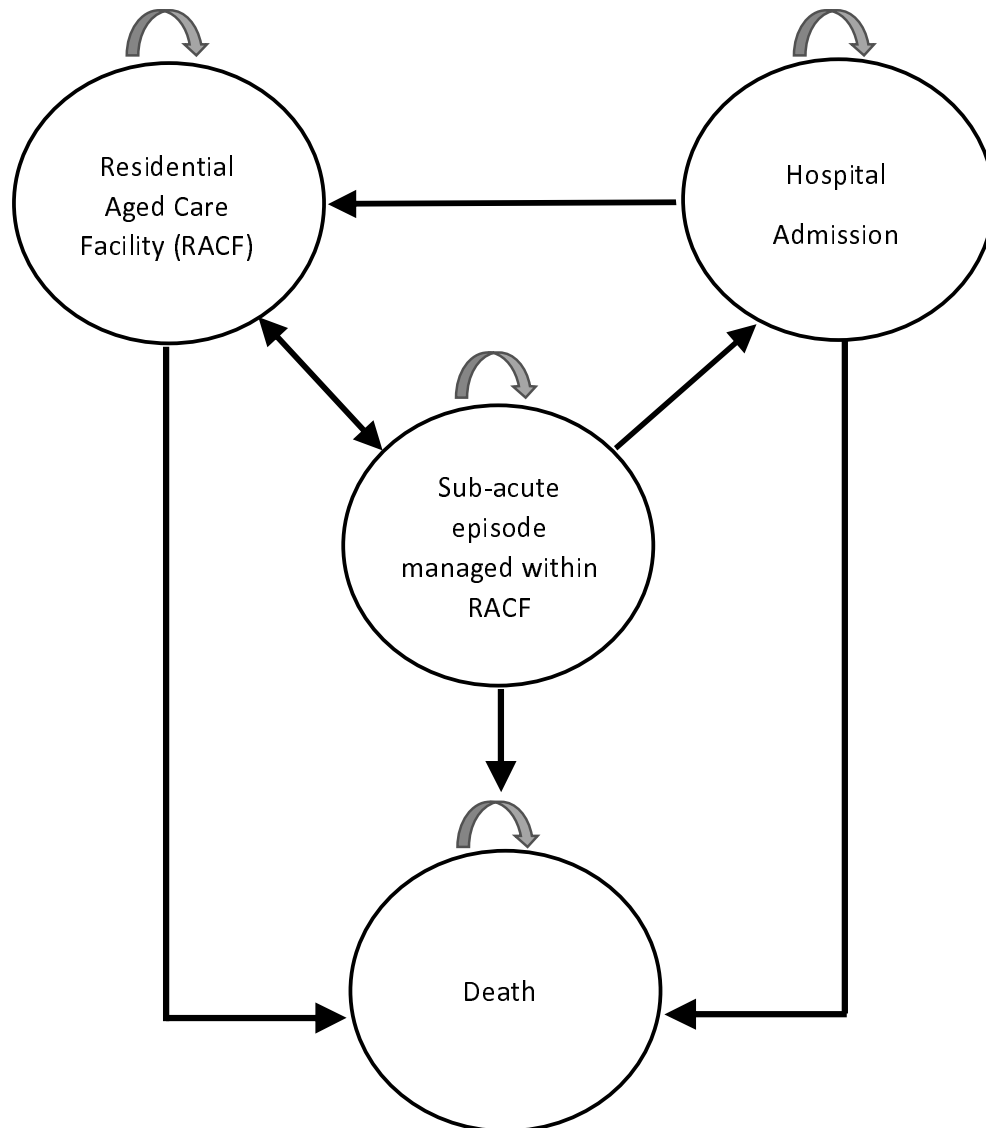 Residential
Aged Care
Facility (RACF)
Hospital
Admission
Sub-acute
episode
managed within
RACF
Death